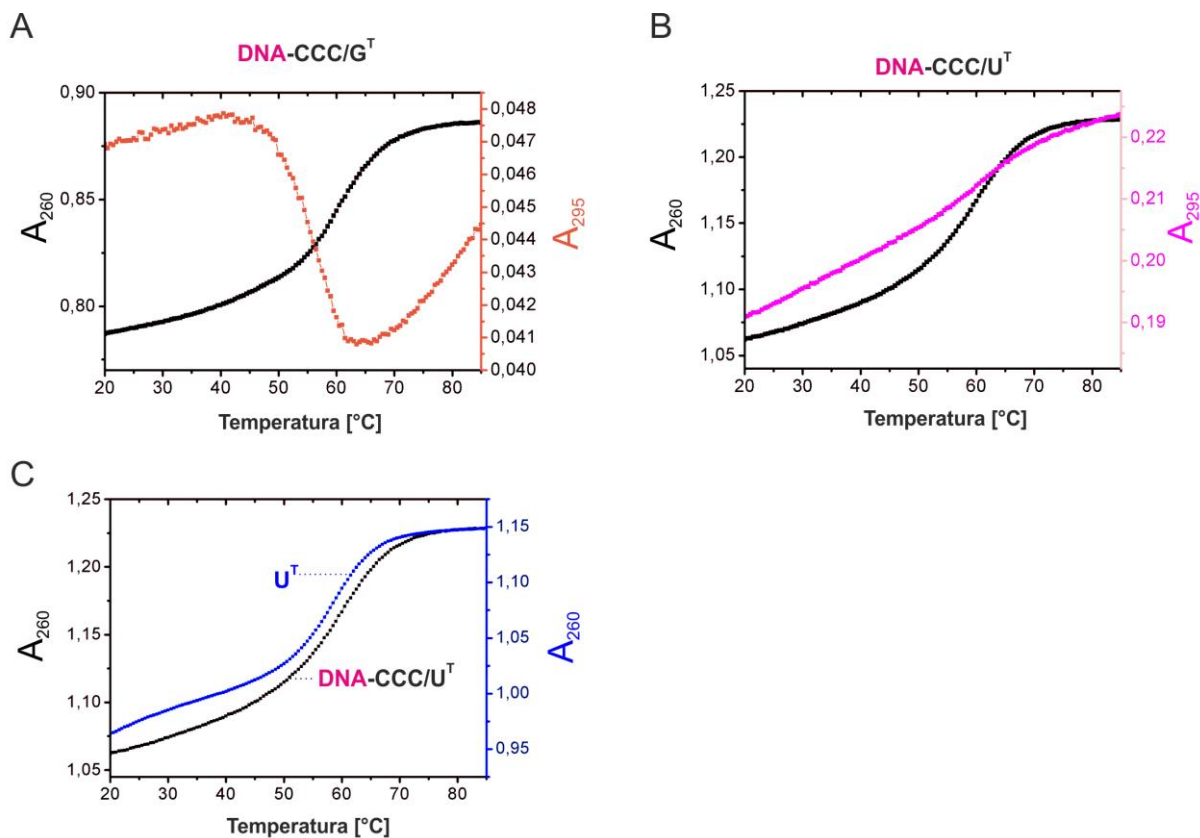 A
DNA-CCC/G^T
0,90
0,85
0,80
A260
20 30 40 50 60 70 80
Temperatura [°C]
0,048
0,047
0,046
0,045
0,044
0,043
0,042
0,041
0,040
A295
B
DNA-CCC/U^T
1,25
1,20
1,15
1,10
1,05
A260
20 30 40 50 60 70 80
Temperatura [°C]
0,22
0,21
0,20
0,19
A295
C
1,25
1,20
1,15
1,10
1,05
A260
U^T
DNA-CCC/U^T
20 30 40 50 60 70 80
Temperatura [°C]
1,15
1,10
1,05
1,00
0,95
A260